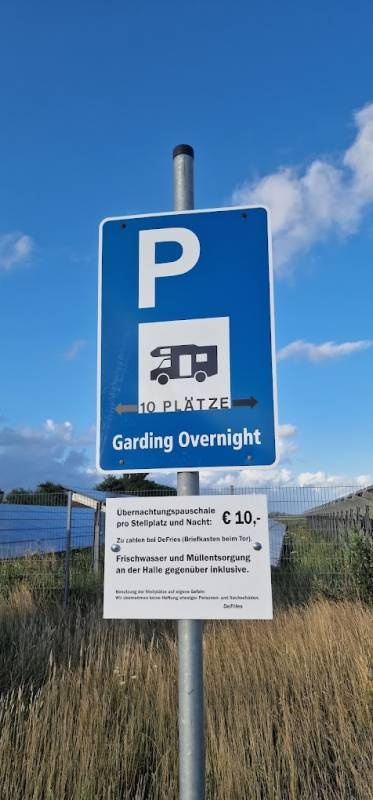 P
10 PLÄTZE
Garding Overnight
Übernachtungspauschale
pro Stellplatz und Nacht: € 10,-
Zu zahlen bei DeFries (Briefkasten beim Tor).
Frischwasser und Müllentsorgung
an der Halle gegenüber inklusive.
Benutzung der Stellplätze auf eigene Gefahr.
Wir übernehmen keine Haftung etwaiger Personen- und Sachschäden.
DeFries